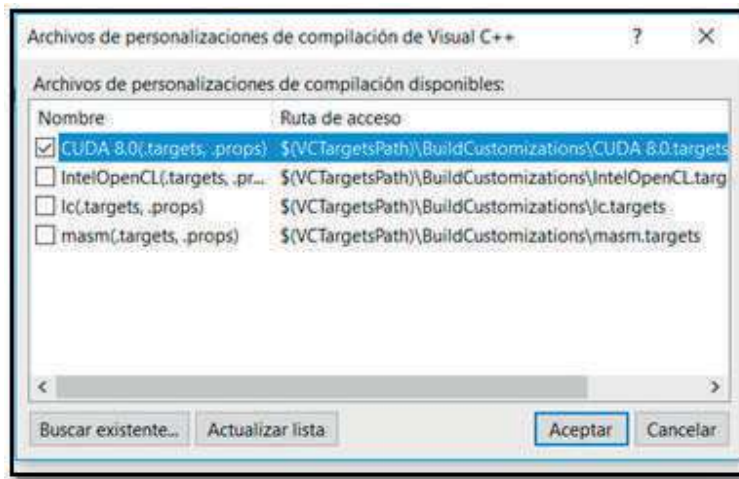 Archivos de personalizaciones de compilación de Visual C++ ? ×
Archivos de personalizaciones de compilación disponibles:
Nombre Ruta de acceso
CUDA 8.0(.targets, .props) $(VCTargetsPath)\BuildCustomizations\CUDA 8.0.targets
IntelOpenCL(.targets, .pr... $(VCTargetsPath)\BuildCustomizations\IntelOpenCL.targ
lc(.targets, .props) $(VCTargetsPath)\BuildCustomizations\lc.targets
masm(.targets, .props) $(VCTargetsPath)\BuildCustomizations\masm.targets
Buscar existente... Actualizar lista Aceptar Cancelar